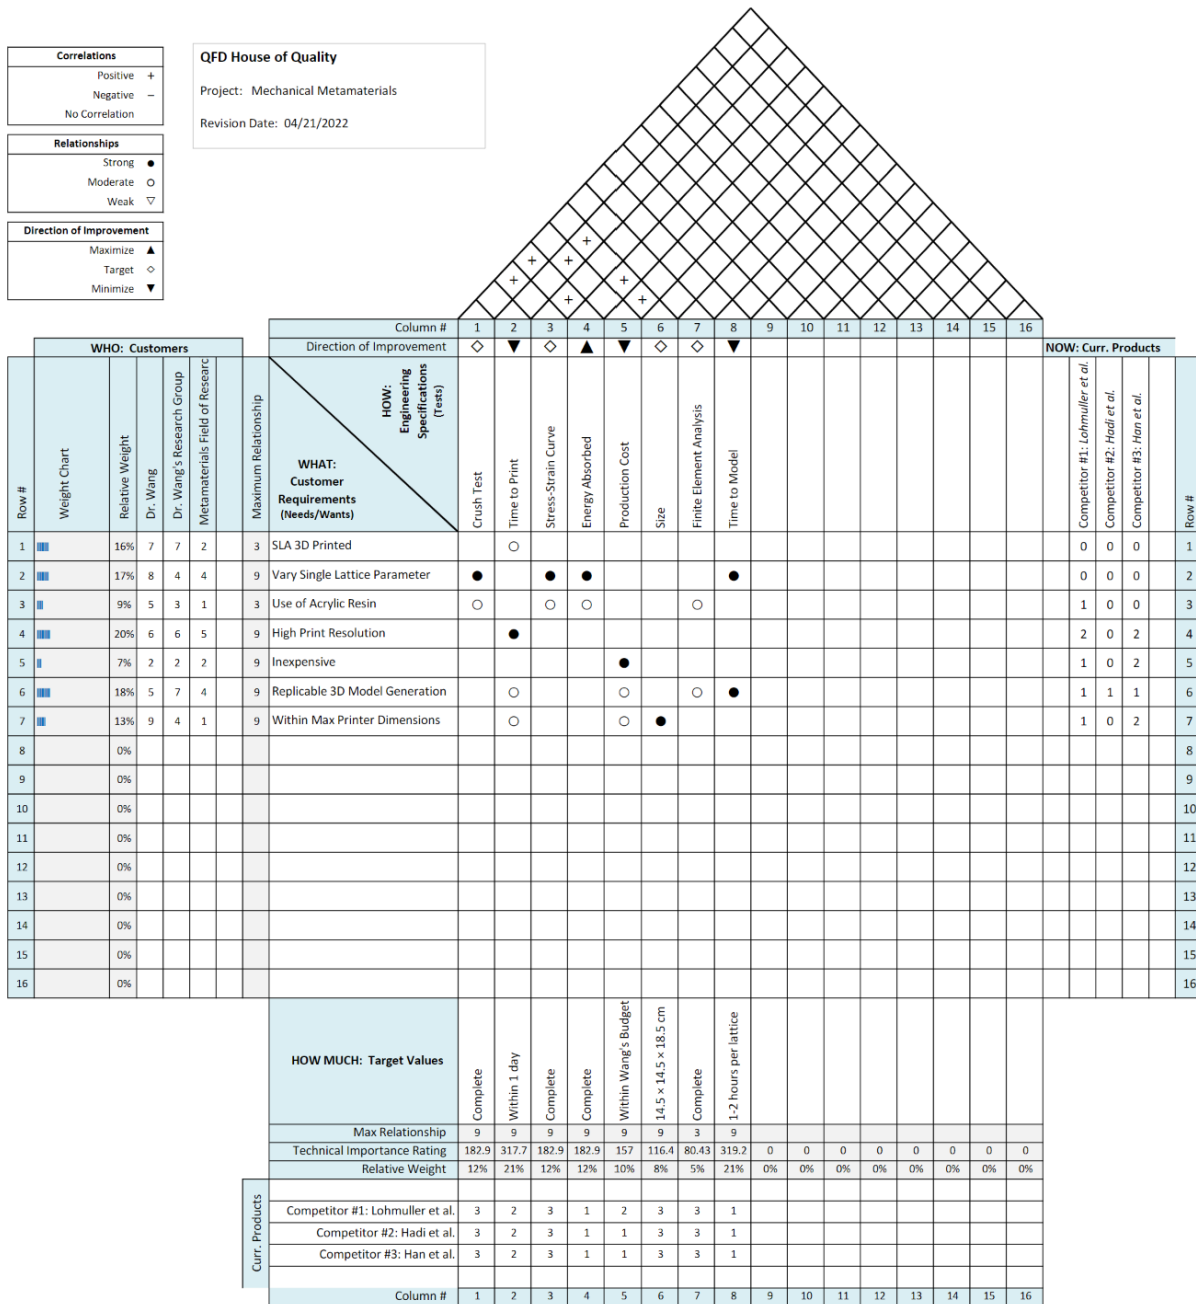 Correlations
Positive +
Negative −
No Correlation
Relationships
Strong ●
Moderate ○
Weak ▽
Direction of Improvement
Maximize ▲
Target ◇
Minimize ▼
QFD House of Quality
Project: Mechanical Metamaterials
Revision Date: 04/21/2022
+
+ +
+ +
+ +
Column # 1 2 3 4 5 6 7 8 9 10 11 12 13 14 15 16
WHO: Customers
Direction of Improvement ◇ ▼ ◇ ▲ ▼ ◇ ◇ ▼
NOW: Curr. Products
Row #
Weight Chart
Relative Weight
Dr. Wang
Dr. Wang's Research Group
Metamaterials Field of Researc
Maximum Relationship
HOW:
Engineering
Specifications
(Tests)
WHAT:
Customer
Requirements
(Needs/Wants)
Crush Test
Time to Print
Stress-Strain Curve
Energy Absorbed
Production Cost
Size
Finite Element Analysis
Time to Model
Competitor #1: Lohmuller et al.
Competitor #2: Hadi et al.
Competitor #3: Han et al.
Row #
1 16% 7 7 2 3 SLA 3D Printed ○ 0 0 0 1
2 17% 8 4 4 9 Vary Single Lattice Parameter ● ● ● ● 0 0 0 2
3 9% 5 3 1 3 Use of Acrylic Resin ○ ○ ○ ○ 1 0 0 3
4 20% 6 6 5 9 High Print Resolution ● 2 0 2 4
5 7% 2 2 2 9 Inexpensive ● 1 0 2 5
6 18% 5 7 4 9 Replicable 3D Model Generation ○ ○ ○ ● 1 1 1 6
7 13% 9 4 1 9 Within Max Printer Dimensions ○ ○ ● 1 0 2 7
8 0% 8
9 0% 9
10 0% 10
11 0% 11
12 0% 12
13 0% 13
14 0% 14
15 0% 15
16 0% 16
HOW MUCH: Target Values
Complete
Within 1 day
Complete
Complete
Within Wang's Budget
14.5 × 14.5 × 18.5 cm
Complete
1-2 hours per lattice
Max Relationship 9 9 9 9 9 9 3 9
Technical Importance Rating 182.9 317.7 182.9 182.9 157 116.4 80.43 319.2 0 0 0 0 0 0 0 0
Relative Weight 12% 21% 12% 12% 10% 8% 5% 21% 0% 0% 0% 0% 0% 0% 0% 0%
Curr. Products
Competitor #1: Lohmuller et al. 3 2 3 1 2 3 3 1
Competitor #2: Hadi et al. 3 2 3 1 1 3 3 1
Competitor #3: Han et al. 3 2 3 1 1 3 3 1
Column # 1 2 3 4 5 6 7 8 9 10 11 12 13 14 15 16